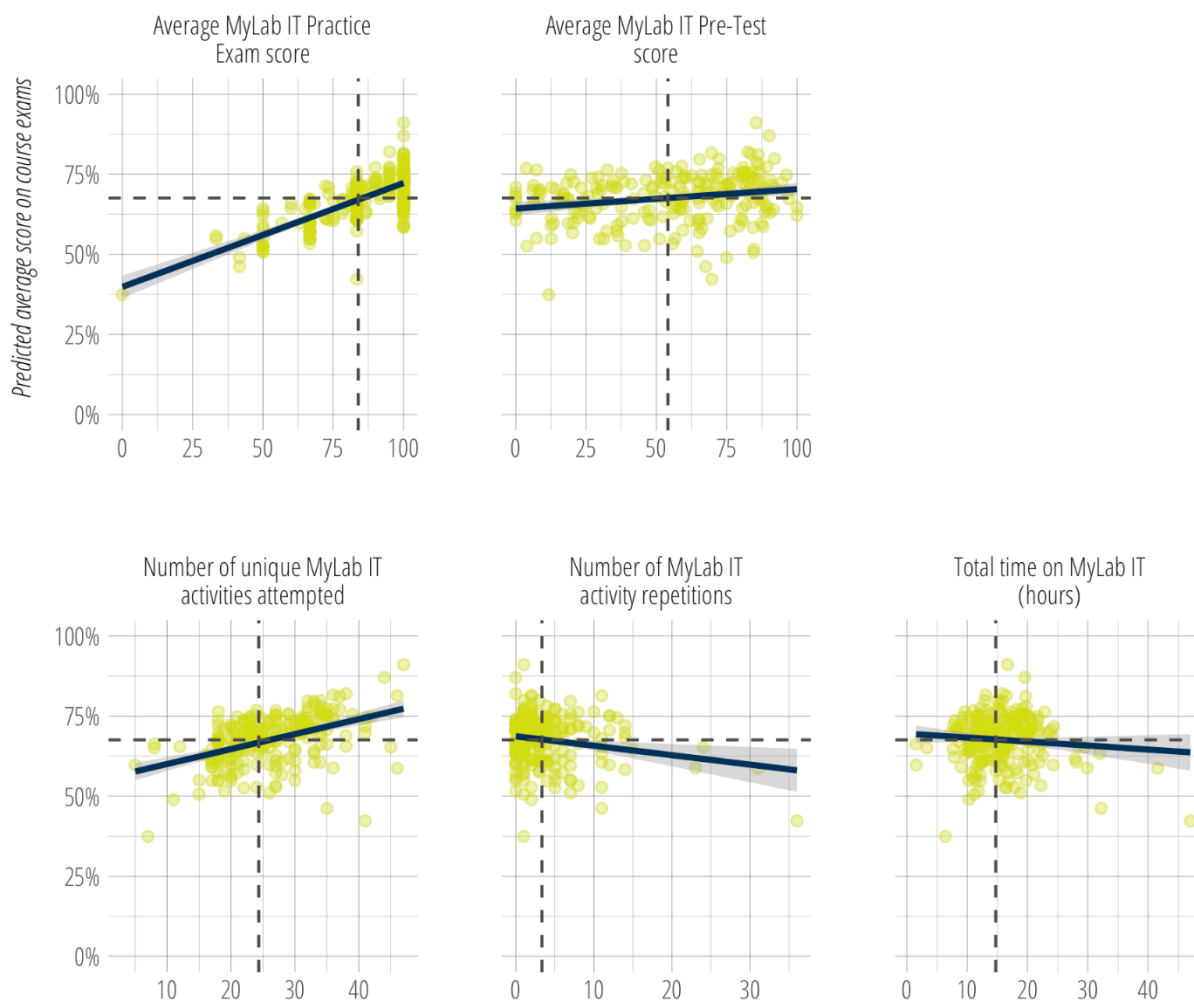 Average MyLab IT Practice
Exam score
Average MyLab IT Pre-Test
score
Predicted average score on course exams
100%
75%
50%
25%
0%
0 25 50 75 100
0 25 50 75 100
Number of unique MyLab IT
activities attempted
Number of MyLab IT
activity repetitions
Total time on MyLab IT
(hours)
100%
75%
50%
25%
0%
10 20 30 40
0 10 20 30
0 10 20 30 40